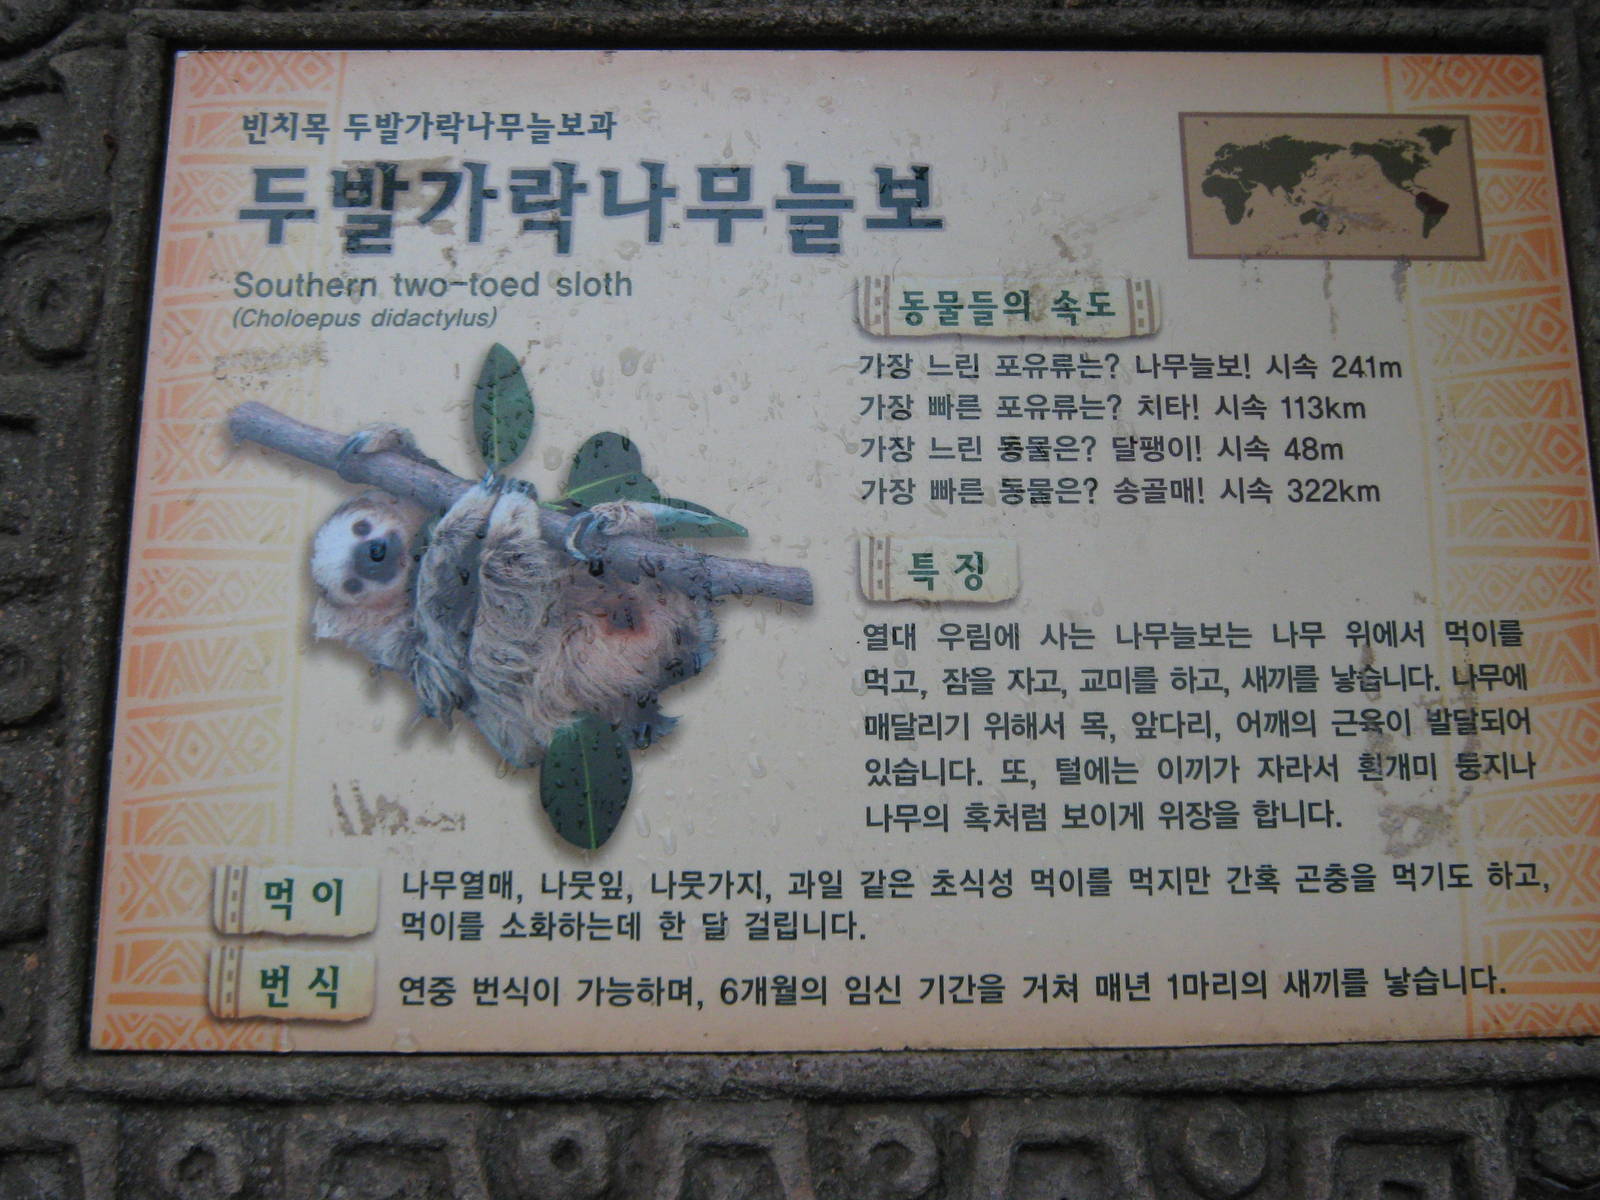 빈치목 두발가락나무늘보과
두발가락나무늘보
Southern two-toed sloth
(Choloepus didactylus)
동물들의 속도
가장 느린 포유류는? 나무늘보! 시속 241m
가장 빠른 포유류는? 치타! 시속 113km
가장 느린 동물은? 달팽이! 시속 48m
가장 빠른 동물은? 송골매! 시속 322km
특징
열대 우림에 사는 나무늘보는 나무 위에서 먹이를
먹고, 잠을 자고, 교미를 하고, 새끼를 낳습니다. 나무에
매달리기 위해서 목, 앞다리, 어깨의 근육이 발달되어
있습니다. 또, 털에는 이끼가 자라서 흰개미 둥지나
나무의 혹처럼 보이게 위장을 합니다.
먹이
나무열매, 나뭇잎, 나뭇가지, 과일 같은 초식성 먹이를 먹지만 간혹 곤충을 먹기도 하고,
먹이를 소화하는데 한 달 걸립니다.
번식
연중 번식이 가능하며, 6개월의 임신 기간을 거쳐 매년 1마리의 새끼를 낳습니다.